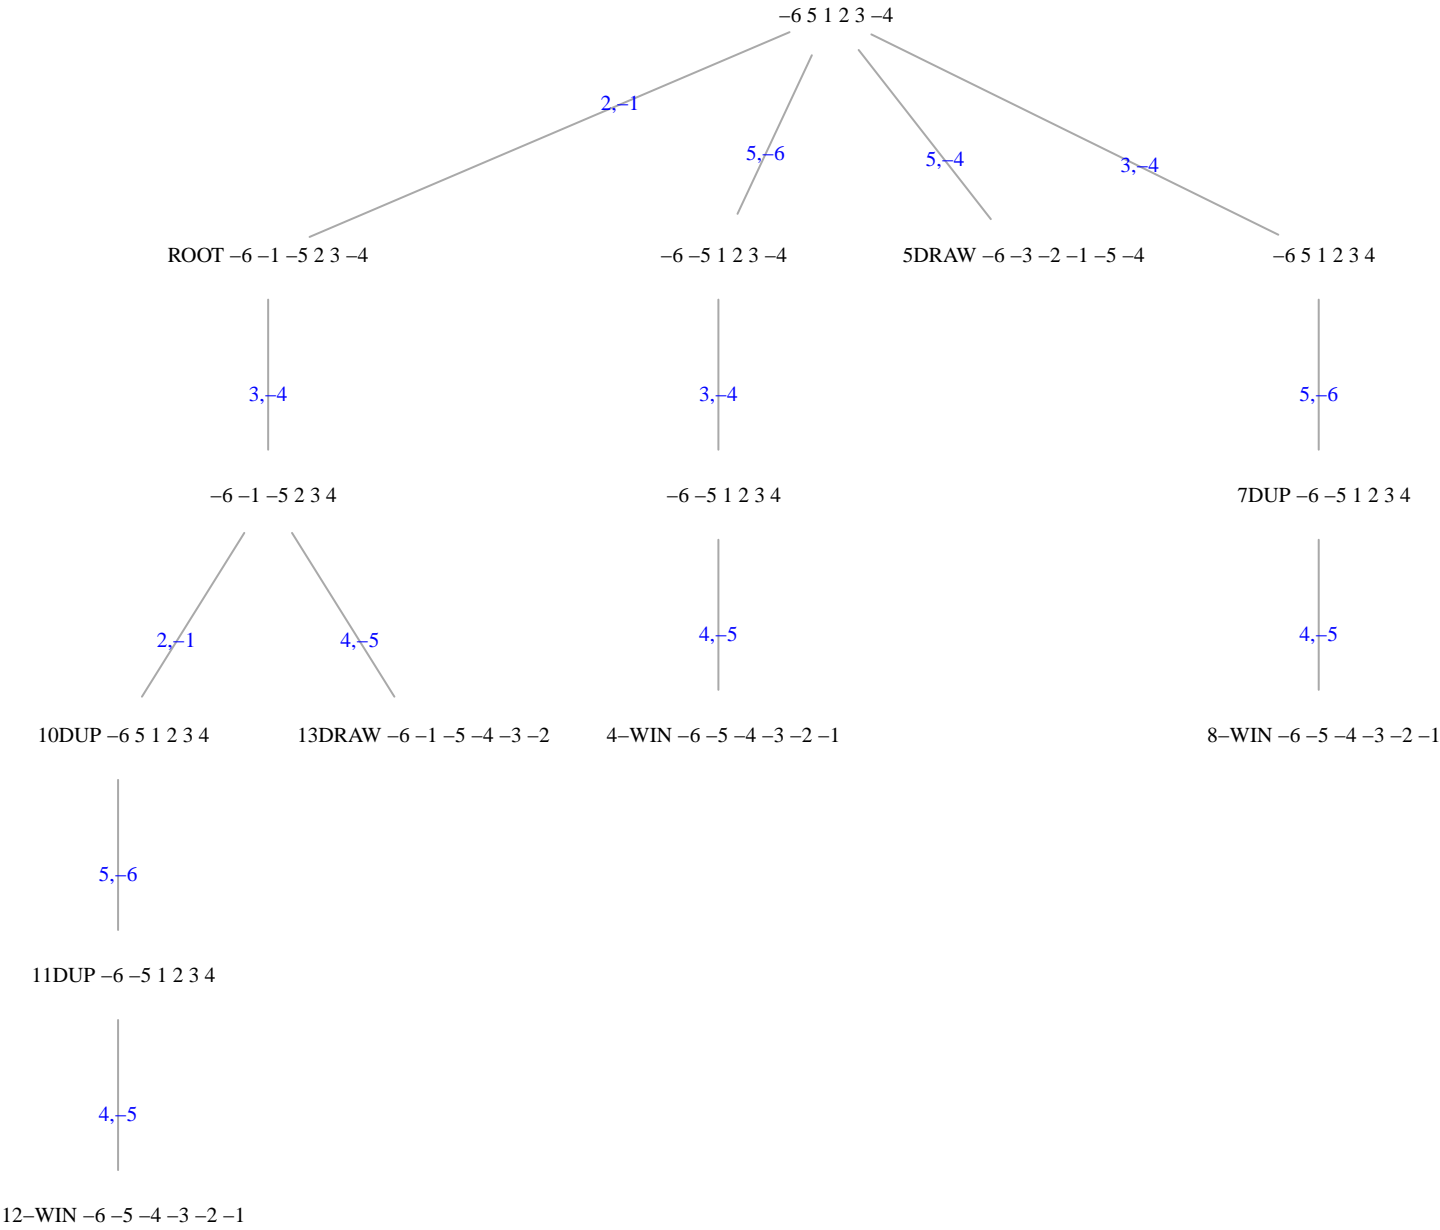 –6 5 1 2 3 –4
2,–1
5,–6
5,–4
3,–4
ROOT –6 –1 –5 2 3 –4
–6 –5 1 2 3 –4
5DRAW –6 –3 –2 –1 –5 –4
–6 5 1 2 3 4
3,–4
3,–4
5,–6
–6 –1 –5 2 3 4
–6 –5 1 2 3 4
7DUP –6 –5 1 2 3 4
2,–1
4,–5
4,–5
4,–5
10DUP –6 5 1 2 3 4
13DRAW –6 –1 –5 –4 –3 –2
4–WIN –6 –5 –4 –3 –2 –1
8–WIN –6 –5 –4 –3 –2 –1
5,–6
11DUP –6 –5 1 2 3 4
4,–5
12–WIN –6 –5 –4 –3 –2 –1